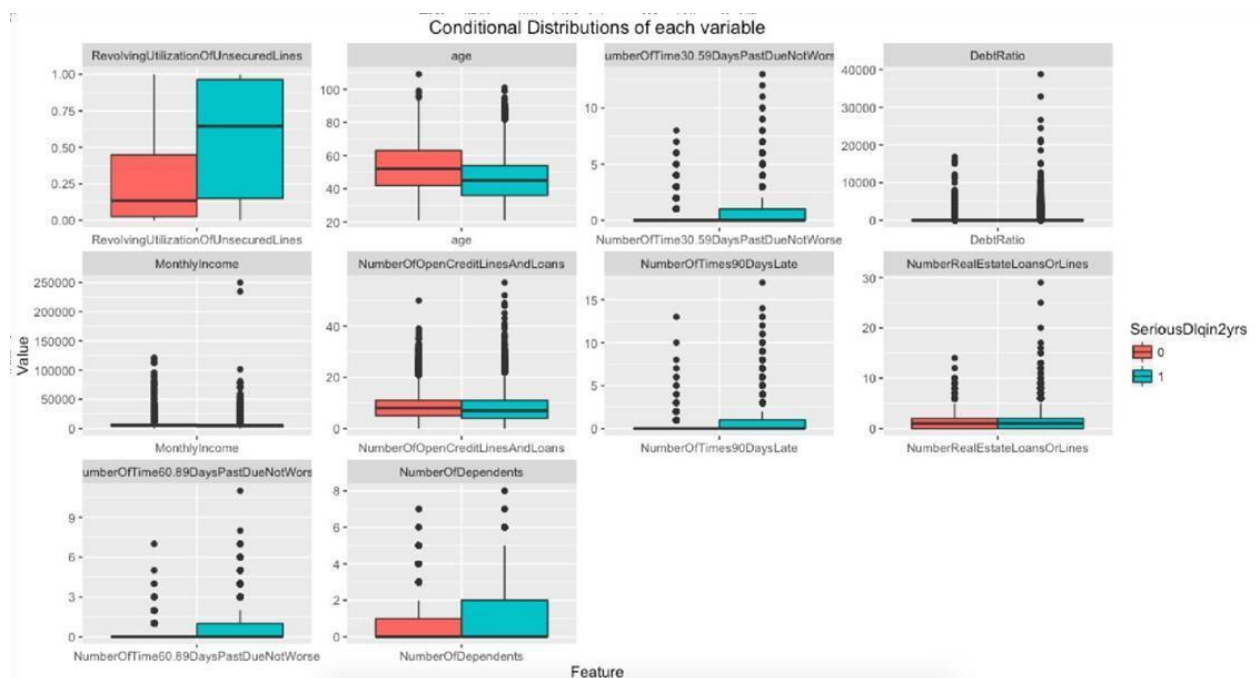 Conditional Distributions of each variable
RevolvingUtilizationOfUnsecuredLines
1.00
0.75
0.50
0.25
0.00
RevolvingUtilizationOfUnsecuredLines
age
100
80
60
40
20
age
umberOfTime30.59DaysPastDueNotWors
10
5
0
NumberOfTime30.59DaysPastDueNotWorse
DebtRatio
40000
30000
20000
10000
0
DebtRatio
Value
MonthlyIncome
250000
200000
150000
100000
50000
0
MonthlyIncome
NumberOfOpenCreditLinesAndLoans
40
20
0
NumberOfOpenCreditLinesAndLoans
NumberOfTimes90DaysLate
15
10
5
0
NumberOfTimes90DaysLate
NumberRealEstateLoansOrLines
30
20
10
0
NumberRealEstateLoansOrLines
SeriousDlqin2yrs
0
1
umberOfTime60.89DaysPastDueNotWors
9
6
3
0
NumberOfTime60.89DaysPastDueNotWorse
NumberOfDependents
8
6
4
2
0
NumberOfDependents
Feature